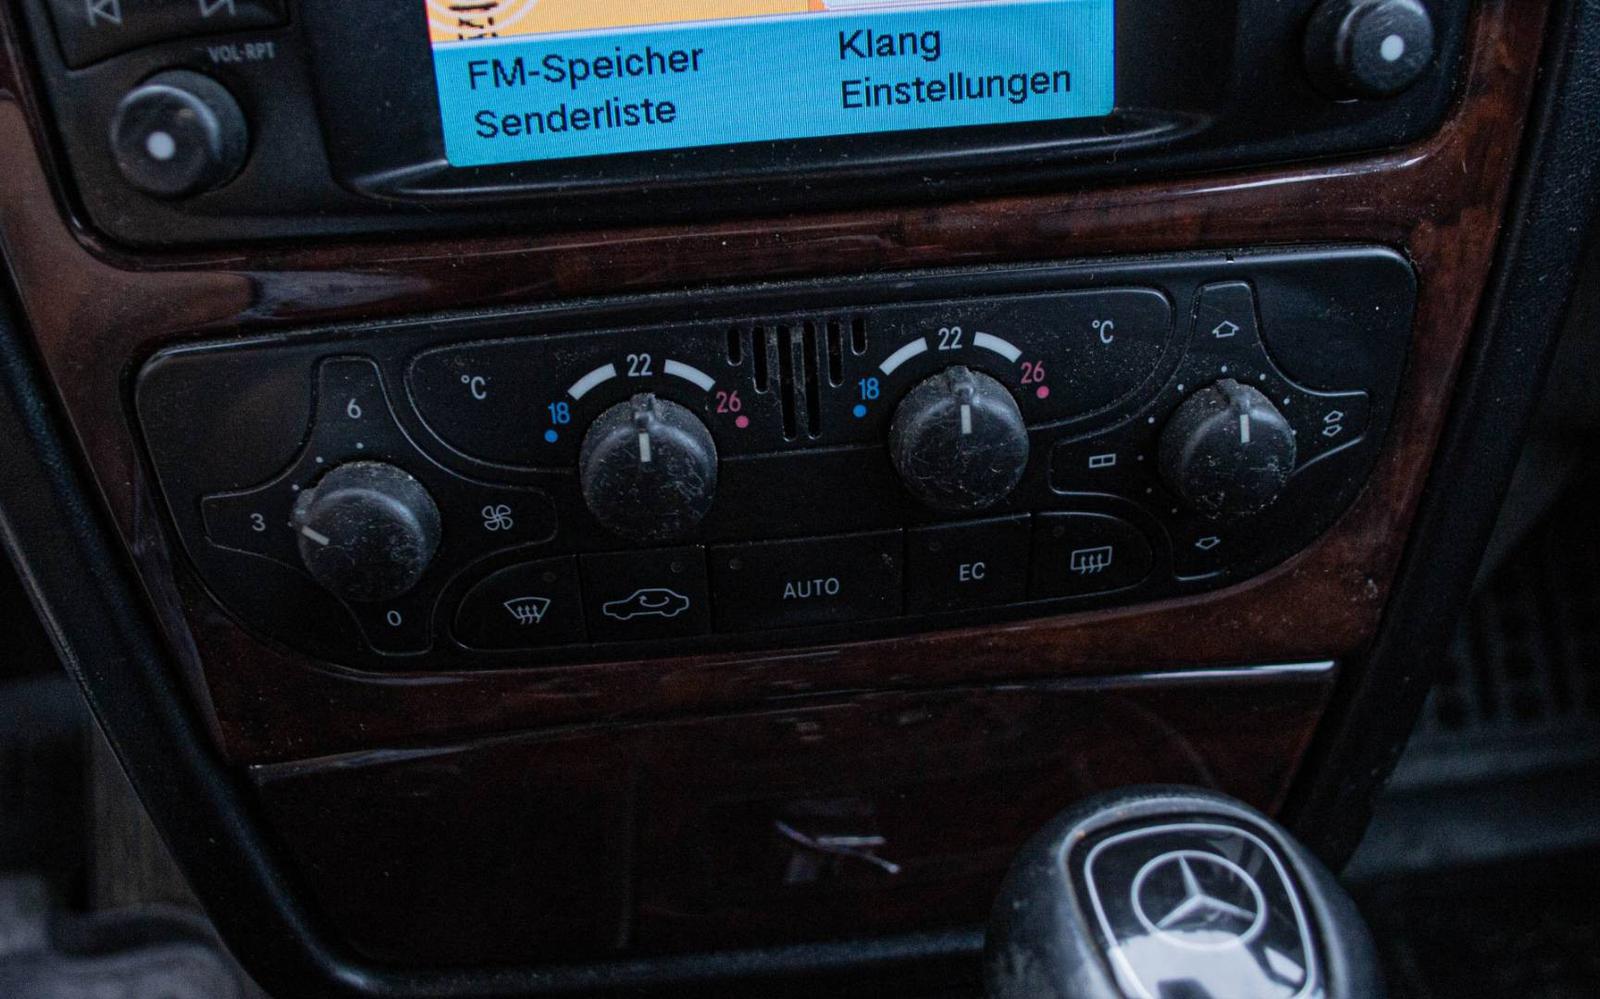 VOL·RPT
FM-Speicher
Senderliste
Klang
Einstellungen
6
3
0
°C
18
22
26
18
22
26
°C
AUTO
EC